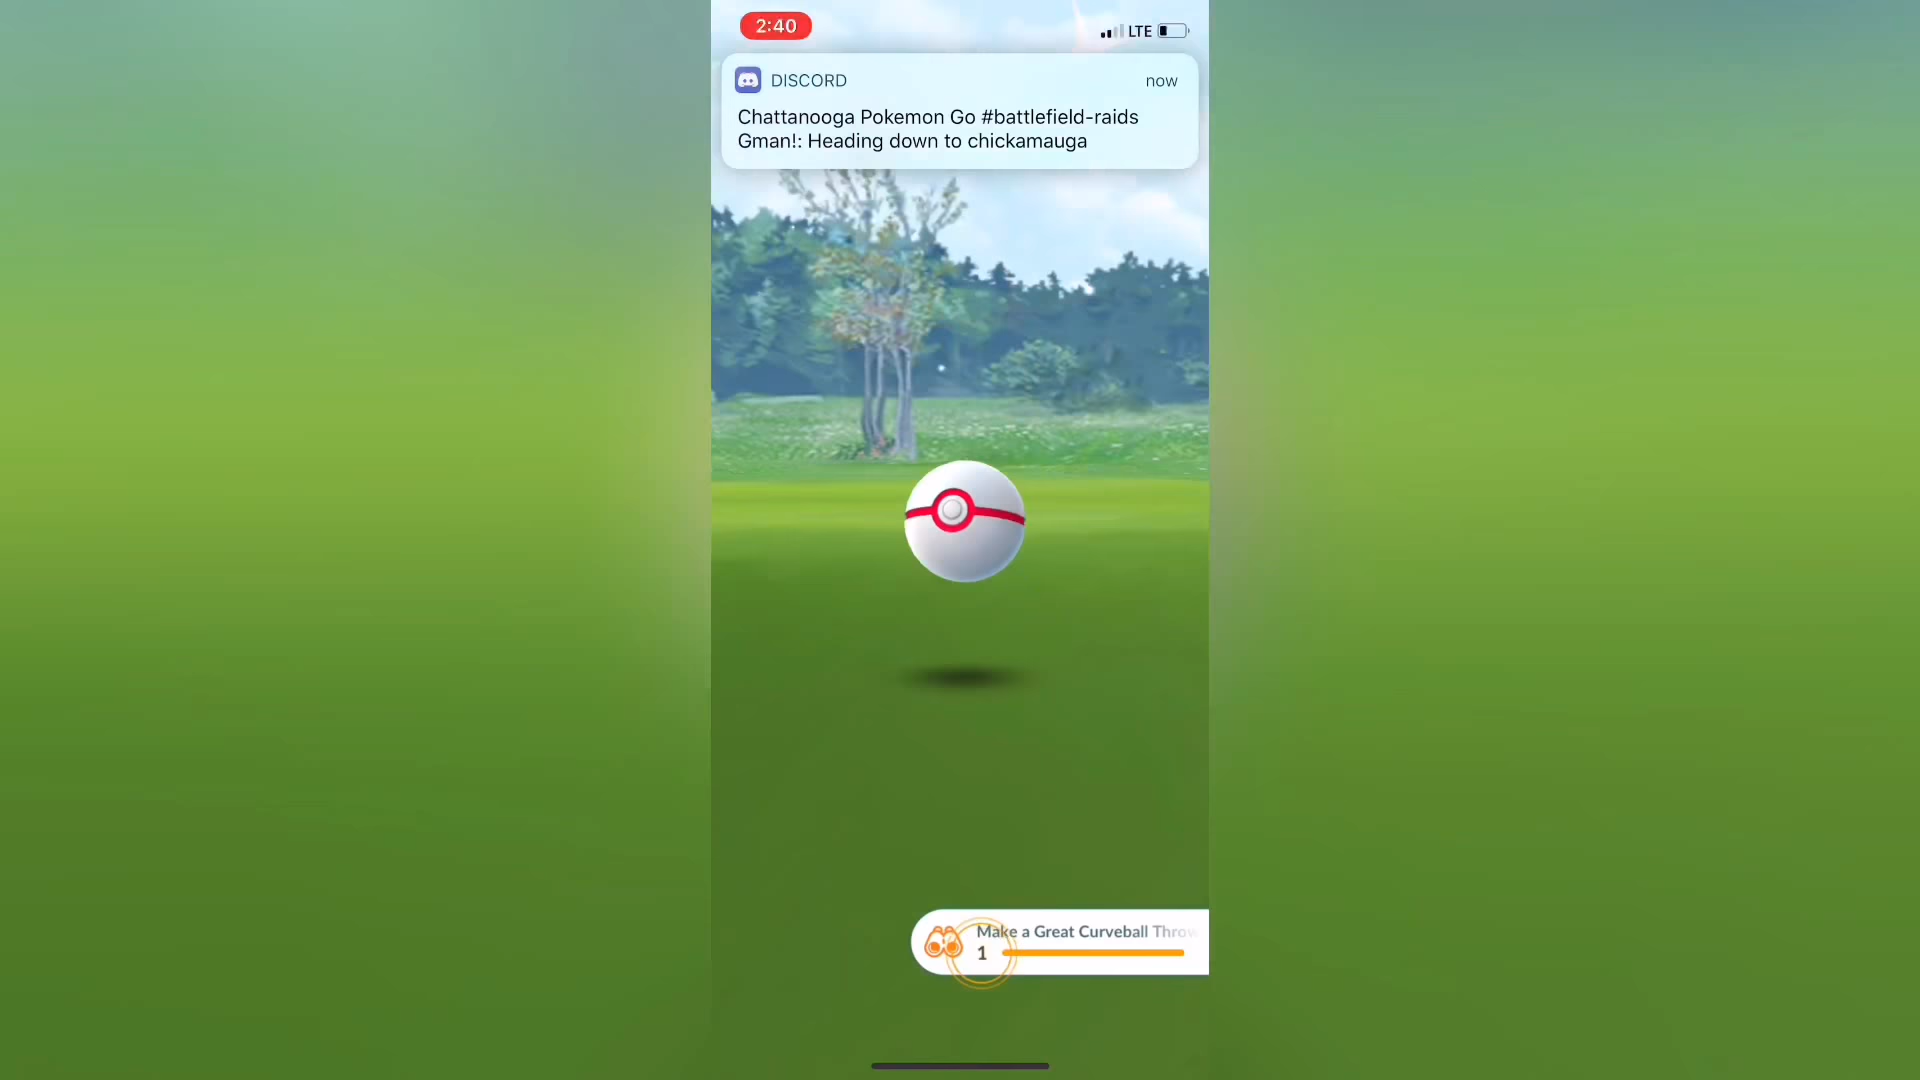 2:40
LTE
DISCORD
now
Chattanooga Pokemon Go #battlefield-raids
Gman!: Heading down to chickamauga
Make a Great Curveball Throw
1